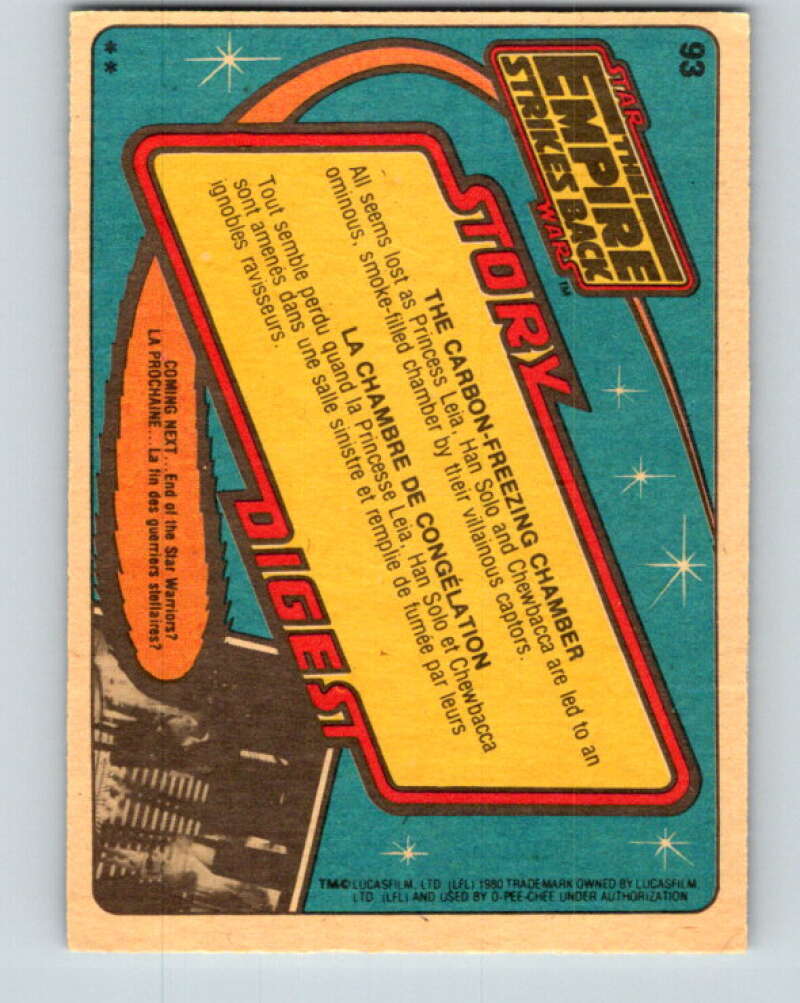 93
STAR
THE
EMPIRE
STRIKES BACK
WARS™
STORY
THE CARBON-FREEZING CHAMBER
All seems lost as Princess Leia, Han Solo and Chewbacca are led to an
ominous, smoke-filled chamber by their villainous captors.
LA CHAMBRE DE CONGÉLATION
Tout semble perdu quand la Princesse Leia, Han Solo et Chewbacca
sont amenés dans une salle sinistre et remplie de fumée par leurs
ignobles ravisseurs.
DIGEST
COMING NEXT...End of the Star Warriors?
LA PROCHAINE... La fin des guerriers stellaires?
TM©LUCASFILM, LTD. (LFL) 1980 TRADEMARK OWNED BY LUCASFILM,
LTD. (LFL) AND USED BY O-PEE-CHEE UNDER AUTHORIZATION
**